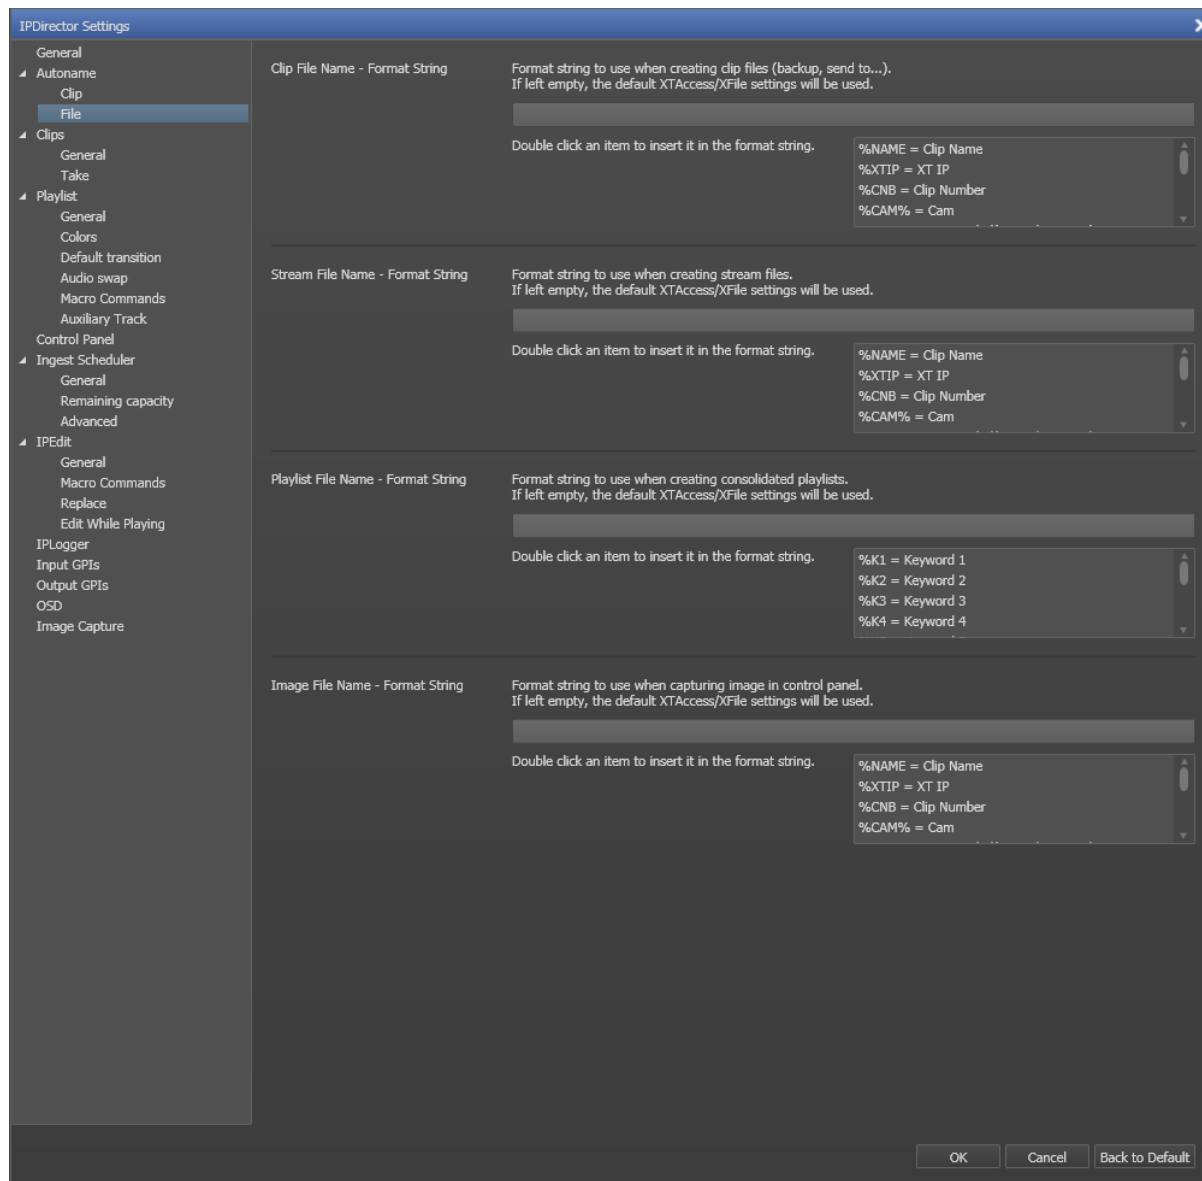 IPDirector Settings
General
Autoname
Clip
File
Clips
General
Take
Playlist
General
Colors
Default transition
Audio swap
Macro Commands
Auxiliary Track
Control Panel
Ingest Scheduler
General
Remaining capacity
Advanced
IPEdit
General
Macro Commands
Replace
Edit While Playing
IPLogger
Input GPIs
Output GPIs
OSD
Image Capture
Clip File Name - Format String
Format string to use when creating clip files (backup, send to...).
If left empty, the default XTAccess/XFile settings will be used.
Double click an item to insert it in the format string.
%NAME = Clip Name
%XTIP = XT IP
%CNB = Clip Number
%CAM% = Cam
Stream File Name - Format String
Format string to use when creating stream files.
If left empty, the default XTAccess/XFile settings will be used.
Double click an item to insert it in the format string.
%NAME = Clip Name
%XTIP = XT IP
%CNB = Clip Number
%CAM% = Cam
Playlist File Name - Format String
Format string to use when creating consolidated playlists.
If left empty, the default XTAccess/XFile settings will be used.
Double click an item to insert it in the format string.
%K1 = Keyword 1
%K2 = Keyword 2
%K3 = Keyword 3
%K4 = Keyword 4
Image File Name - Format String
Format string to use when capturing image in control panel.
If left empty, the default XTAccess/XFile settings will be used.
Double click an item to insert it in the format string.
%NAME = Clip Name
%XTIP = XT IP
%CNB = Clip Number
%CAM% = Cam
OK
Cancel
Back to Default